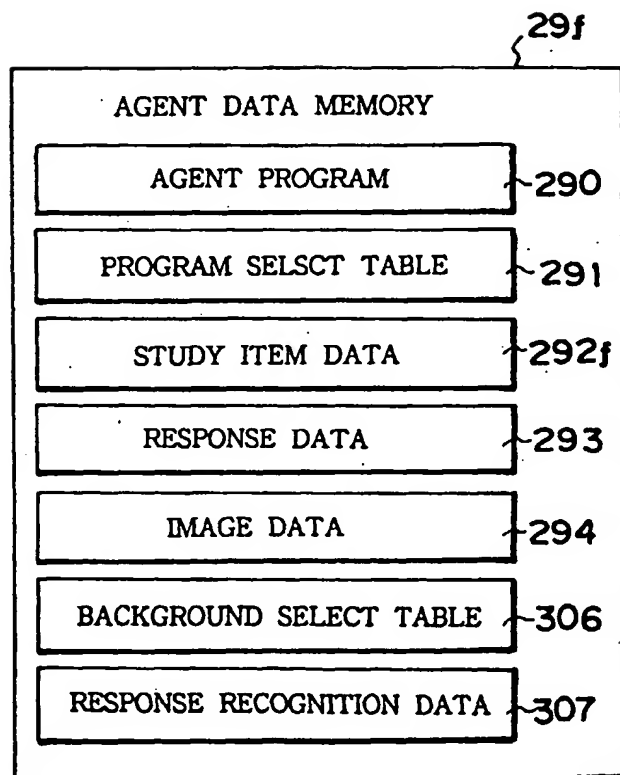 29f
AGENT DATA MEMORY
AGENT PROGRAM 290
PROGRAM SELSCT TABLE 291
STUDY ITEM DATA 292f
RESPONSE DATA 293
IMAGE DATA 294
BACKGROUND SELECT TABLE 306
RESPONSE RECOGNITION DATA 307